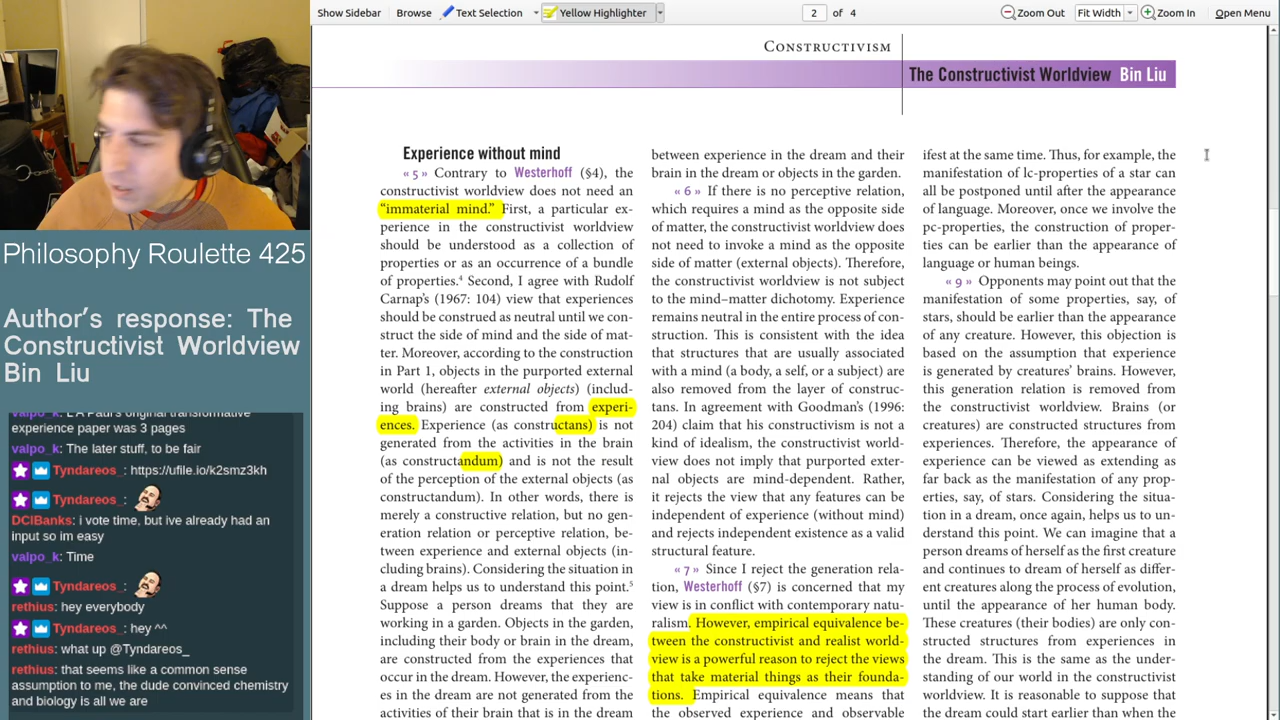 Show Sidebar Browse Text Selection Yellow Highlighter 2 of 4 Zoom Out Fit Width Zoom In Open Menu
CONSTRUCTIVISM
The Constructivist Worldview Bin Liu
Experience without mind
« 5 » Contrary to Westerhoff (§4), the
constructivist worldview does not need an
“immaterial mind.” First, a particular ex-
perience in the constructivist worldview
should be understood as a collection of
properties or as an occurrence of a bundle
of properties.4 Second, I agree with Rudolf
Carnap’s (1967: 104) view that experiences
should be construed as neutral until we con-
struct the side of mind and the side of mat-
ter. Moreover, according to the construction
in Part 1, objects in the purported external
world (hereafter external objects) (includ-
ing brains) are constructed from experi-
ences. Experience (as constructans) is not
generated from the activities in the brain
(as constructandum) and is not the result
of the perception of the external objects (as
constructandum). In other words, there is
merely a constructive relation, but no gen-
eration relation or perceptive relation, be-
tween experience and external objects (in-
cluding brains). Considering the situation in
a dream helps us to understand this point.5
Suppose a person dreams that they are
working in a garden. Objects in the garden,
including their body or brain in the dream,
are constructed from the experiences that
occur in the dream. However, the experienc-
es in the dream are not generated from the
activities of their brain that is in the dream
between experience in the dream and their
brain in the dream or objects in the garden.
« 6 » If there is no perceptive relation,
which requires a mind as the opposite side
of matter, the constructivist worldview does
not need to invoke a mind as the opposite
side of matter (external objects). Therefore,
the constructivist worldview is not subject
to the mind–matter dichotomy. Experience
remains neutral in the entire process of con-
struction. This is consistent with the idea
that structures that are usually associated
with a mind (a body, a self, or a subject) are
also removed from the layer of construc-
tans. In agreement with Goodman’s (1996:
204) claim that his constructivism is not a
kind of idealism, the constructivist world-
view does not imply that purported exter-
nal objects are mind-dependent. Rather,
it rejects the view that any features can be
independent of experience (without mind)
and rejects independent existence as a valid
structural feature.
« 7 » Since I reject the generation rela-
tion, Westerhoff (§7) is concerned that my
view is in conflict with contemporary natu-
ralism. However, empirical equivalence be-
tween the constructivist and realist world-
view is a powerful reason to reject the views
that take material things as their founda-
tions. Empirical equivalence means that
the observed experience and observable
ifest at the same time. Thus, for example, the
manifestation of lc-properties of a star can
all be postponed until after the appearance
of language. Moreover, once we involve the
pc-properties, the construction of proper-
ties can be earlier than the appearance of
language or human beings.
« 9 » Opponents may point out that the
manifestation of some properties, say, of
stars, should be earlier than the appearance
of any creature. However, this objection is
based on the assumption that experience
is generated by creatures’ brains. However,
this generation relation is removed from
the constructivist worldview. Brains (or
creatures) are constructed structures from
experiences. Therefore, the appearance of
experience can be viewed as extending as
far back as the manifestation of any prop-
erties, say, of stars. Considering the situa-
tion in a dream, once again, helps us to un-
derstand this point. We can imagine that a
person dreams of herself as the first creature
and continues to dream of herself as differ-
ent creatures along the process of evolution,
until the appearance of her human body.
These creatures (their bodies) are only con-
structed structures from experiences in
the dream. This is the same as the under-
standing of our world in the constructivist
worldview. It is reasonable to suppose that
the dream could start earlier than when the
Philosophy Roulette 425
Author's response: The
Constructivist Worldview
Bin Liu
experience paper was 3 pages
valpo_k: The later stuff, to be fair
Tyndareos_: https://ufile.io/k2smz3kh
Tyndareos_:
DCIBanks: i vote time, but ive already had an
input so im easy
valpo_k: Time
Tyndareos_:
rethius: hey everybody
Tyndareos_: hey ^^
rethius: what up @Tyndareos_
rethius: that seems like a common sense
assumption to me, the dude convinced chemistry
and biology is all we are